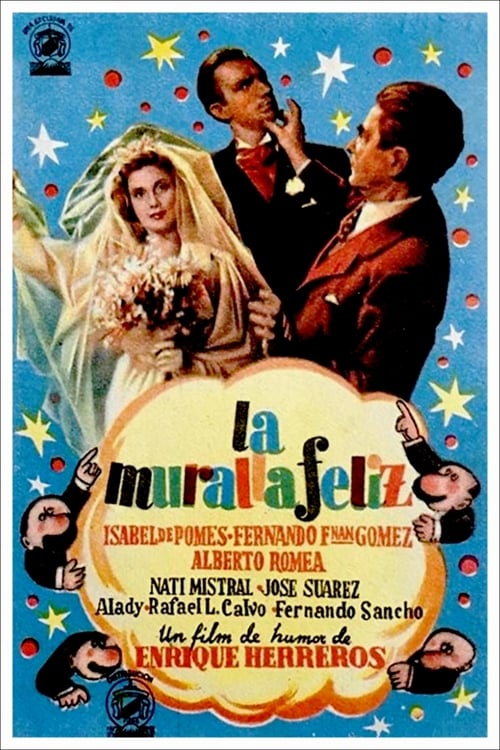 la
murallafeliz
ISABEL DE POMES · FERNANDO FNAN GOMEZ
ALBERTO ROMEA
NATI MISTRAL · JOSE SUAREZ
Alady · Rafael L. Calvo · Fernando Sancho
Un film de humor de
ENRIQUE HERREROS